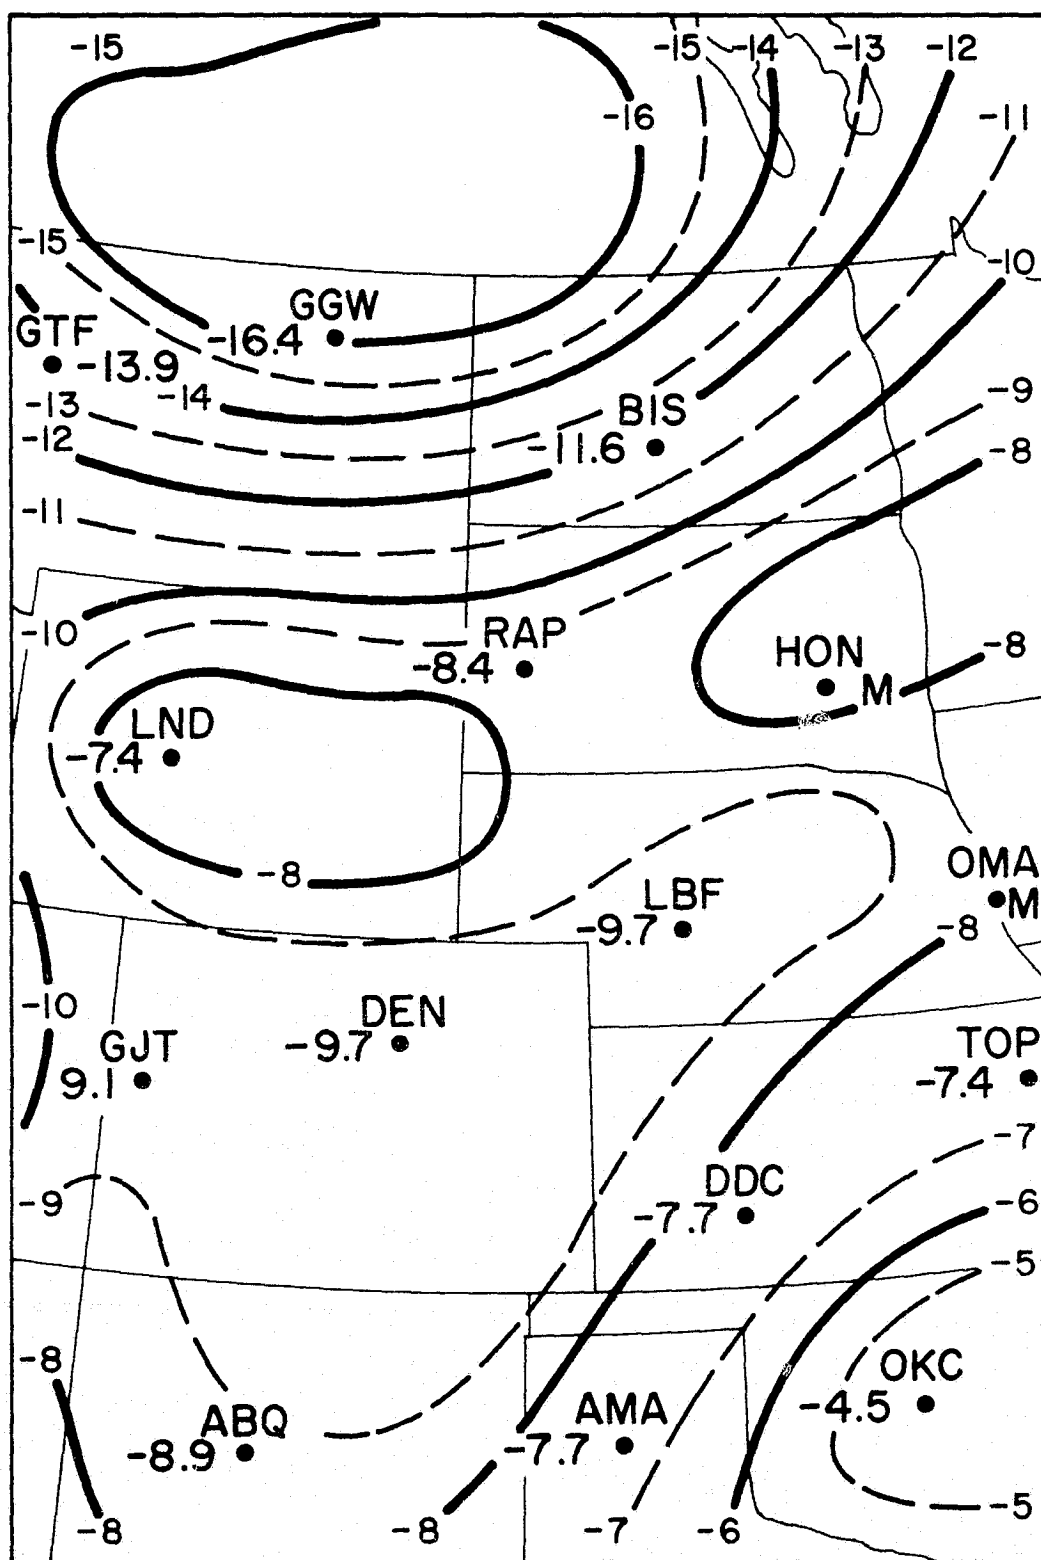 -15
-15
-14
-13
-12
-16
-11
-15
-10
GGW
-16.4
GTF
-13.9
-13
-14
-9
BIS
-11.6
-12
-8
-11
-10
RAP
-8.4
HON
M
-8
LND
-7.4
-8
OMA
M
LBF
-9.7
-8
-10
DEN
-9.7
GJT
9.1
TOP
-7.4
-7
DDC
-7.7
-9
-6
-5
-8
OKC
-4.5
ABQ
-8.9
AMA
-7.7
-5
-8
-8
-7
-6